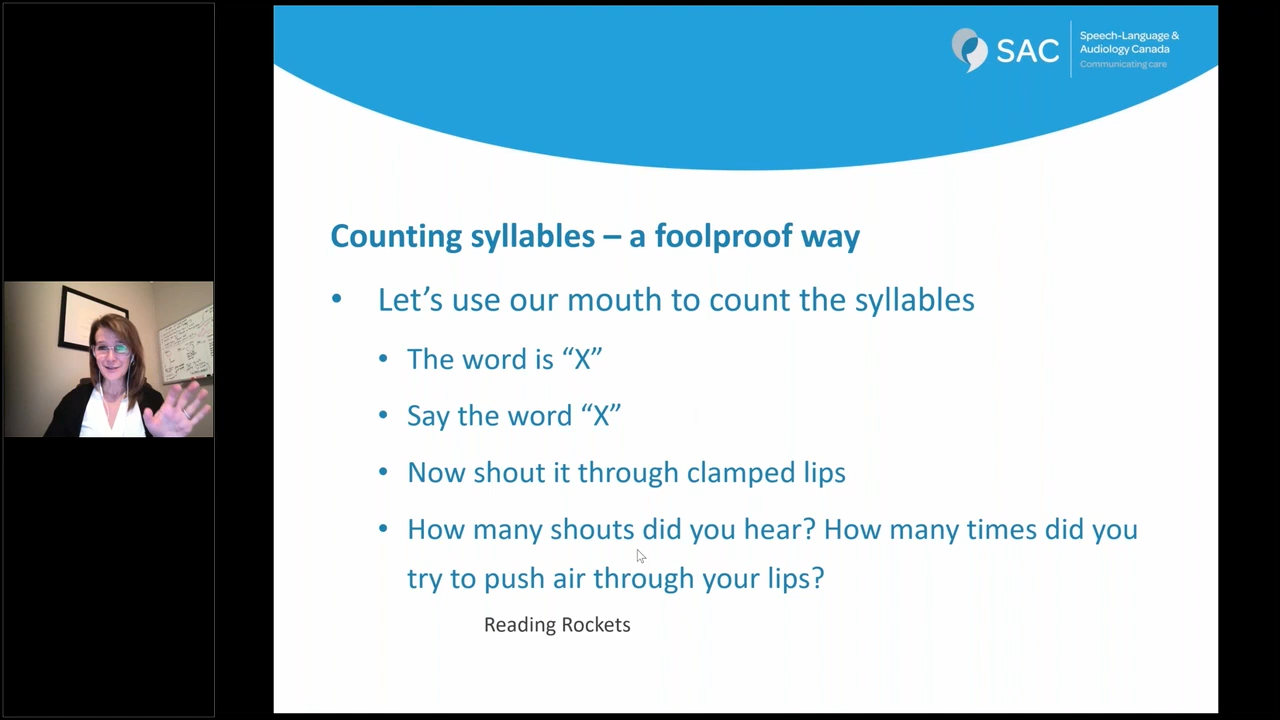 SAC
Speech-Language &
Audiology Canada
Communicating care
Counting syllables – a foolproof way
• Let’s use our mouth to count the syllables
• The word is “X”
• Say the word “X”
• Now shout it through clamped lips
• How many shouts did you hear? How many times did you
try to push air through your lips?
Reading Rockets